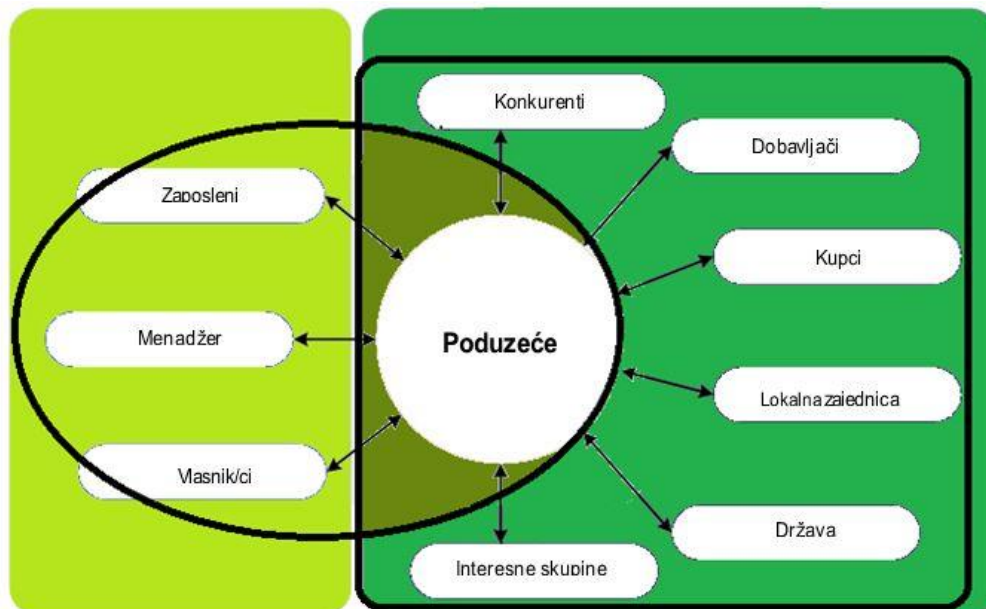 Konkurenti
Dobavljači
Zaposleni
Kupci
Menadžer
Poduzeće
Lokalna zajednica
Vlasnik/ci
Država
Interesne skupine